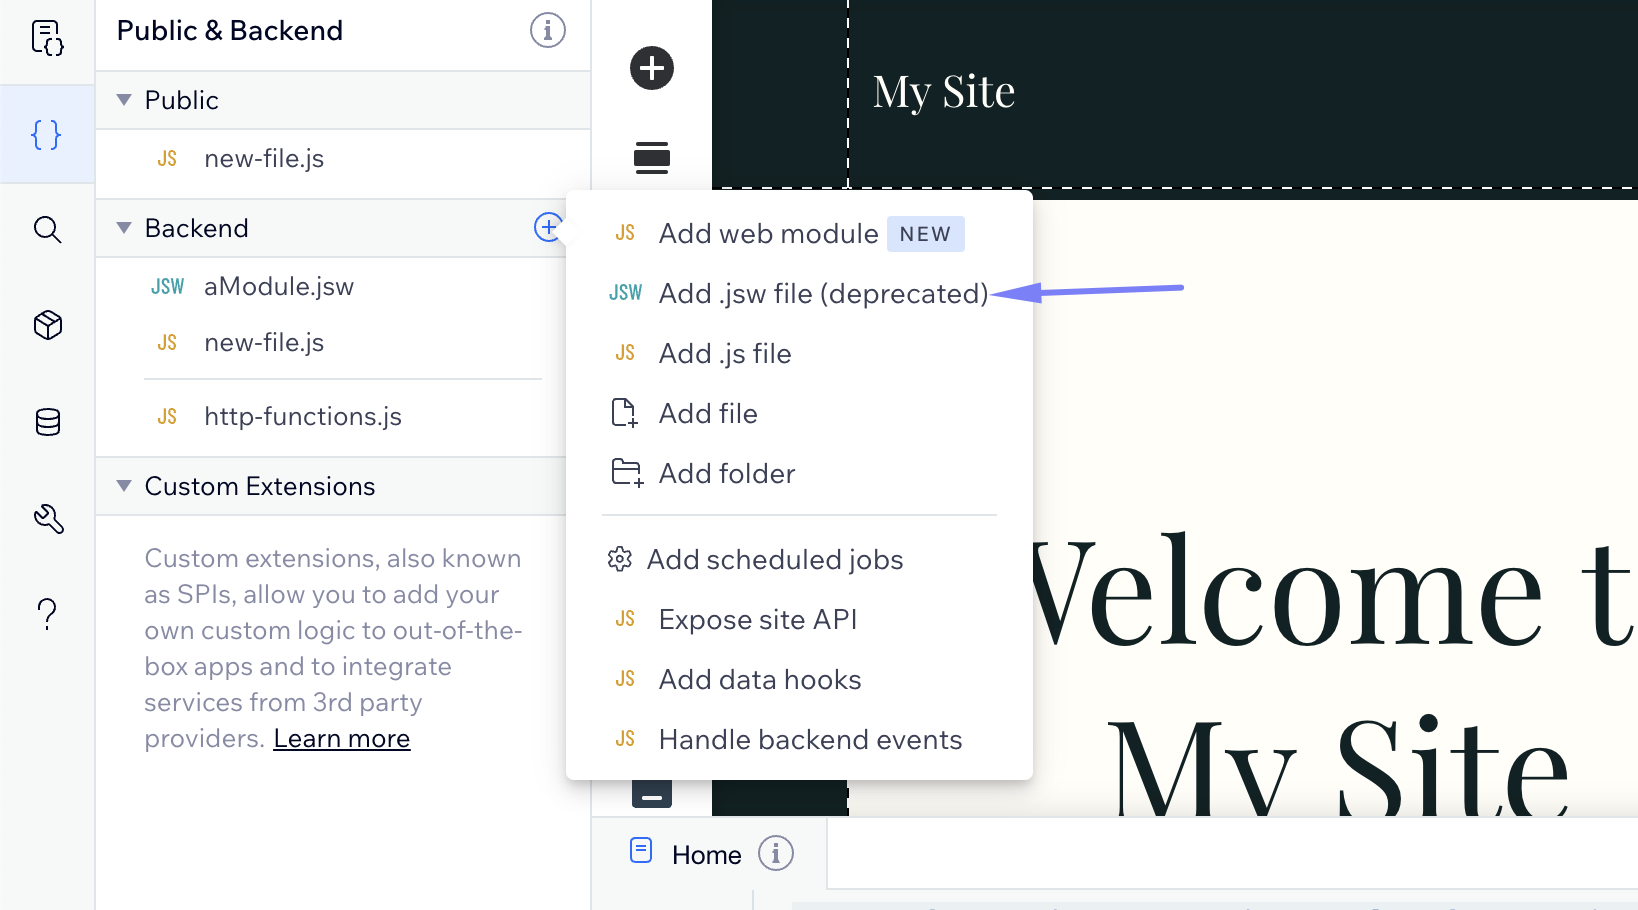 Public & Backend
Public
JS new-file.js
Backend
JSW aModule.jsw
JS new-file.js
JS http-functions.js
Custom Extensions
Custom extensions, also known
as SPIs, allow you to add your
own custom logic to out-of-the-
box apps and to integrate
services from 3rd party
providers. Learn more
JS Add web module NEW
JSW Add .jsw file (deprecated)
JS Add .js file
Add file
Add folder
Add scheduled jobs
JS Expose site API
JS Add data hooks
JS Handle backend events
My Site
Welcome t
My Site
Home